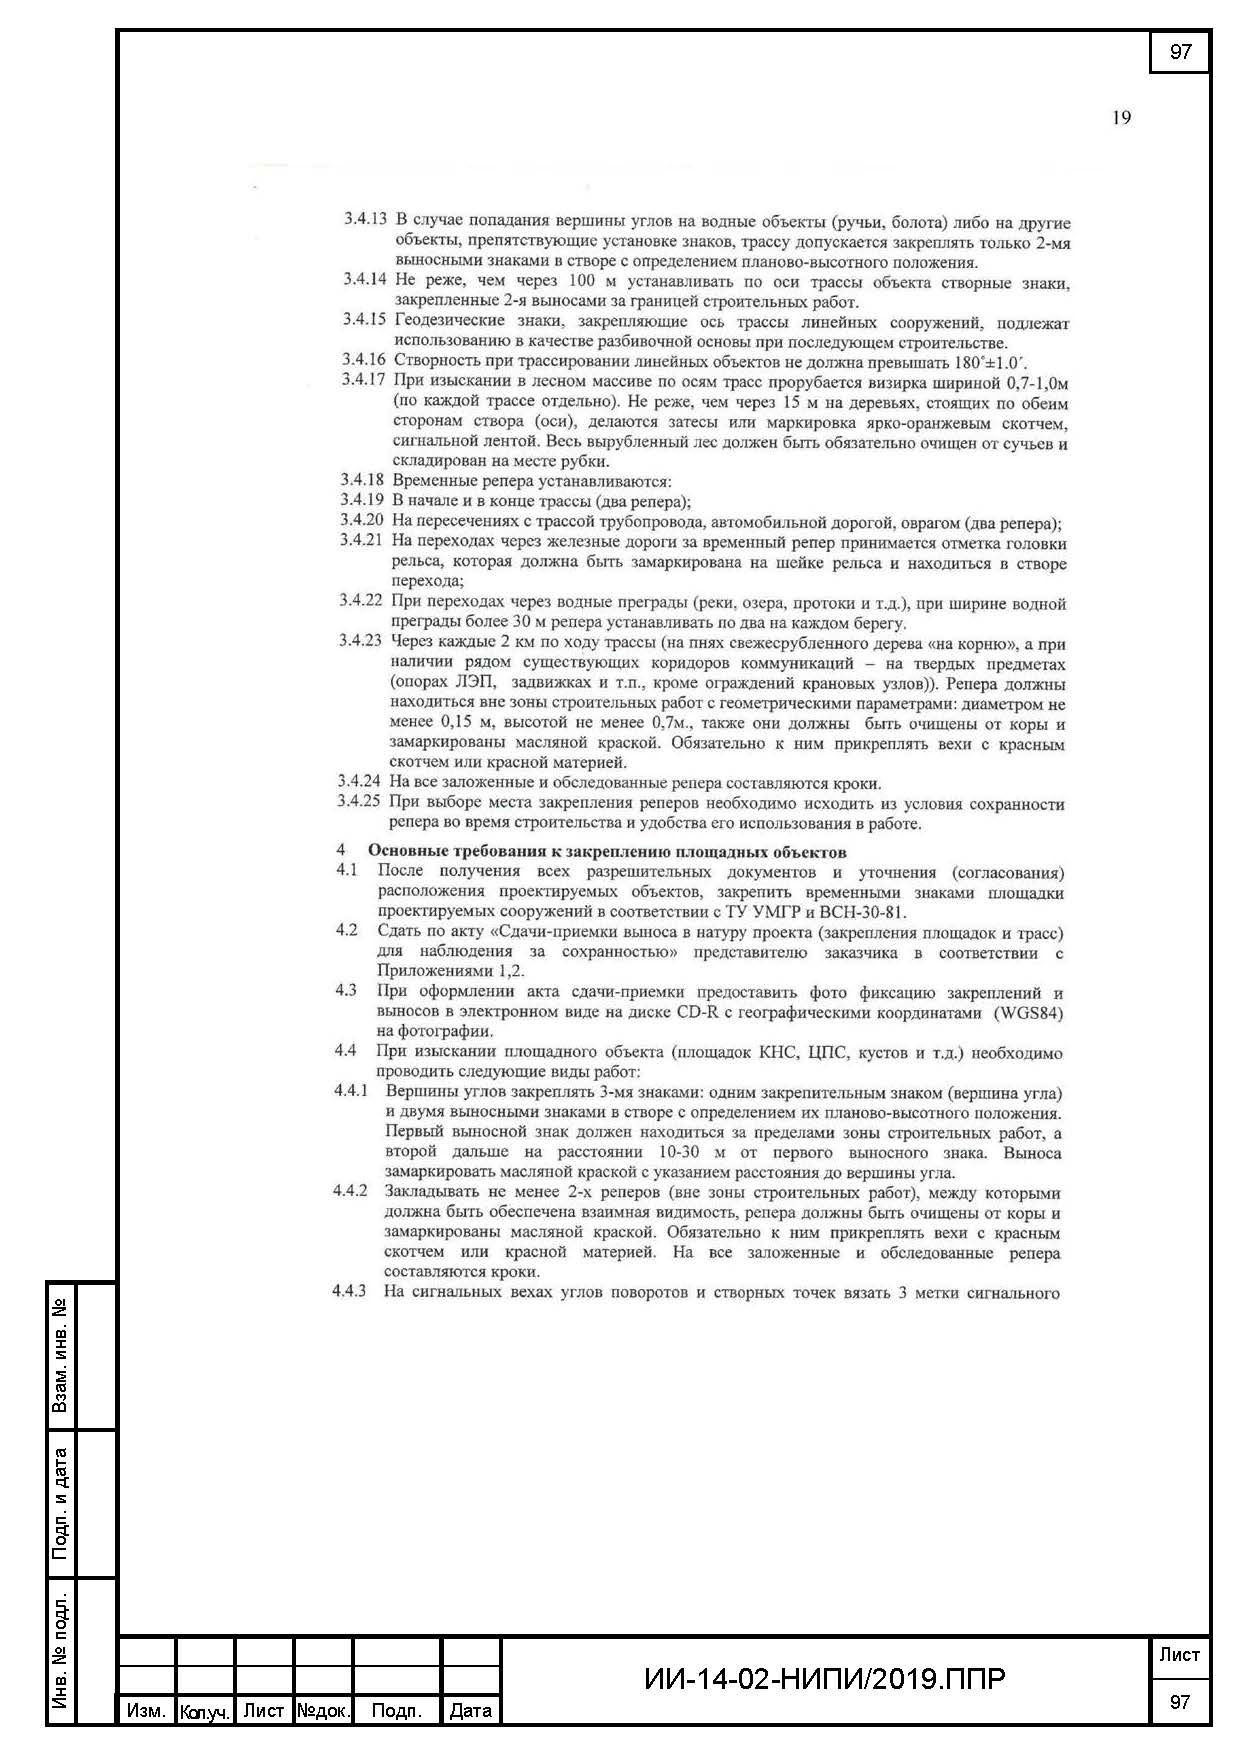 97
19
3.4.13 В случае попадания вершины углов на водные объекты (ручьи, болота) либо на другие
объекты, препятствующие установке знаков, трассу допускается закреплять только 2-мя
выносными знаками в створе с определением планово-высотного положения.
3.4.14 Не реже, чем через 100 м устанавливать по оси трассы объекта створные знаки,
закрепленные 2-я выносами за границей строительных работ.
3.4.15 Геодезические знаки, закрепляющие ось трассы линейных сооружений, подлежат
использованию в качестве разбивочной основы при последующем строительстве.
3.4.16 Створность при трассировании линейных объектов не должна превышать 180˚±1.0´.
3.4.17 При изыскании в лесном массиве по осям трасс прорубается визирка шириной 0,7-1,0м
(по каждой трассе отдельно). Не реже, чем через 15 м на деревьях, стоящих по обеим
сторонам створа (оси), делаются затесы или маркировка ярко-оранжевым скотчем,
сигнальной лентой. Весь вырубленный лес должен быть обязательно очищен от сучьев и
складирован на месте рубки.
3.4.18 Временные репера устанавливаются:
3.4.19 В начале и в конце трассы (два репера);
3.4.20 На пересечениях с трассой трубопровода, автомобильной дорогой, оврагом (два репера);
3.4.21 На переходах через железные дороги за временный репер принимается отметка головки
рельса, которая должна быть замаркирована на шейке рельса и находиться в створе
перехода;
3.4.22 При переходах через водные преграды (реки, озера, протоки и т.д.), при ширине водной
преграды более 30 м репера устанавливать по два на каждом берегу.
3.4.23 Через каждые 2 км по ходу трассы (на пнях свежесрубленного дерева «на корню», а при
наличии рядом существующих коридоров коммуникаций – на твердых предметах
(опорах ЛЭП, задвижках и т.п., кроме ограждений крановых узлов)). Репера должны
находиться вне зоны строительных работ с геометрическими параметрами: диаметром не
менее 0,15 м, высотой не менее 0,7м., также они должны быть очищены от коры и
замаркированы масляной краской. Обязательно к ним прикреплять вехи с красным
скотчем или красной материей.
3.4.24 На все заложенные и обследованные репера составляются кроки.
3.4.25 При выборе места закрепления реперов необходимо исходить из условия сохранности
репера во время строительства и удобства его использования в работе.
4 Основные требования к закреплению площадных объектов
4.1 После получения всех разрешительных документов и уточнения (согласования)
расположения проектируемых объектов, закрепить временными знаками площадки
проектируемых сооружений в соответствии с ТУ УМГР и ВСН-30-81.
4.2 Сдать по акту «Сдачи-приемки выноса в натуру проекта (закрепления площадок и трасс)
для наблюдения за сохранностью» представителю заказчика в соответствии с
Приложениями 1,2.
4.3 При оформлении акта сдачи-приемки предоставить фото фиксацию закреплений и
выносов в электронном виде на диске CD-R с географическими координатами (WGS84)
на фотографии.
4.4 При изыскании площадного объекта (площадок КНС, ЦПС, кустов и т.д.) необходимо
проводить следующие виды работ:
4.4.1 Вершины углов закреплять 3-мя знаками: одним закрепительным знаком (вершина угла)
и двумя выносными знаками в створе с определением их планово-высотного положения.
Первый выносной знак должен находиться за пределами зоны строительных работ, а
второй дальше на расстоянии 10-30 м от первого выносного знака. Выноса
замаркировать масляной краской с указанием расстояния до вершины угла.
4.4.2 Закладывать не менее 2-х реперов (вне зоны строительных работ), между которыми
должна быть обеспечена взаимная видимость, репера должны быть очищены от коры и
замаркированы масляной краской. Обязательно к ним прикреплять вехи с красным
скотчем или красной материей. На все заложенные и обследованные репера
составляются кроки.
4.4.3 На сигнальных вехах углов поворотов и створных точек вязать 3 метки сигнального
Взам. инв. №
Подп. и дата
Инв. № подл.
Изм. Кол.уч. Лист №док. Подп. Дата
ИИ-14-02-НИПИ/2019.ППР
Лист
97